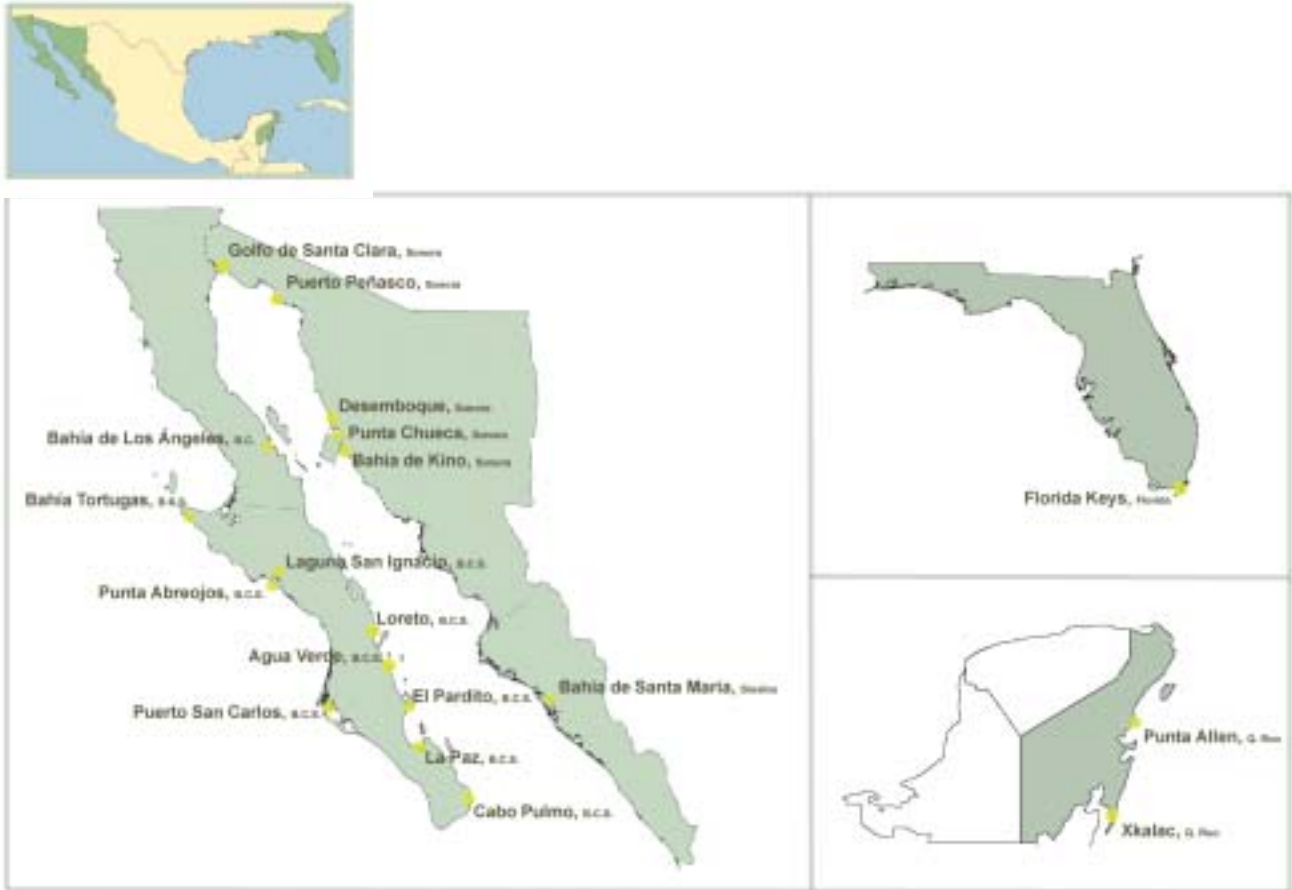 Golfo de Santa Clara, Sonora
Puerto Peñasco, Sonora
Desemboque, Sonora
Punta Chueca, Sonora
Bahía de Los Ángeles, B.C.
Bahía de Kino, Sonora
Bahía Tortugas, B.C.S.
Laguna San Ignacio, B.C.S.
Punta Abreojos, B.C.S.
Loreto, B.C.S.
Agua Verde, B.C.S.
El Pardito, B.C.S.
Bahía de Santa María, Sinaloa
Puerto San Carlos, B.C.S.
La Paz, B.C.S.
Cabo Pulmo, B.C.S.
Florida Keys, Florida
Punta Allen, Q. Roo
Xkalac, Q. Roo